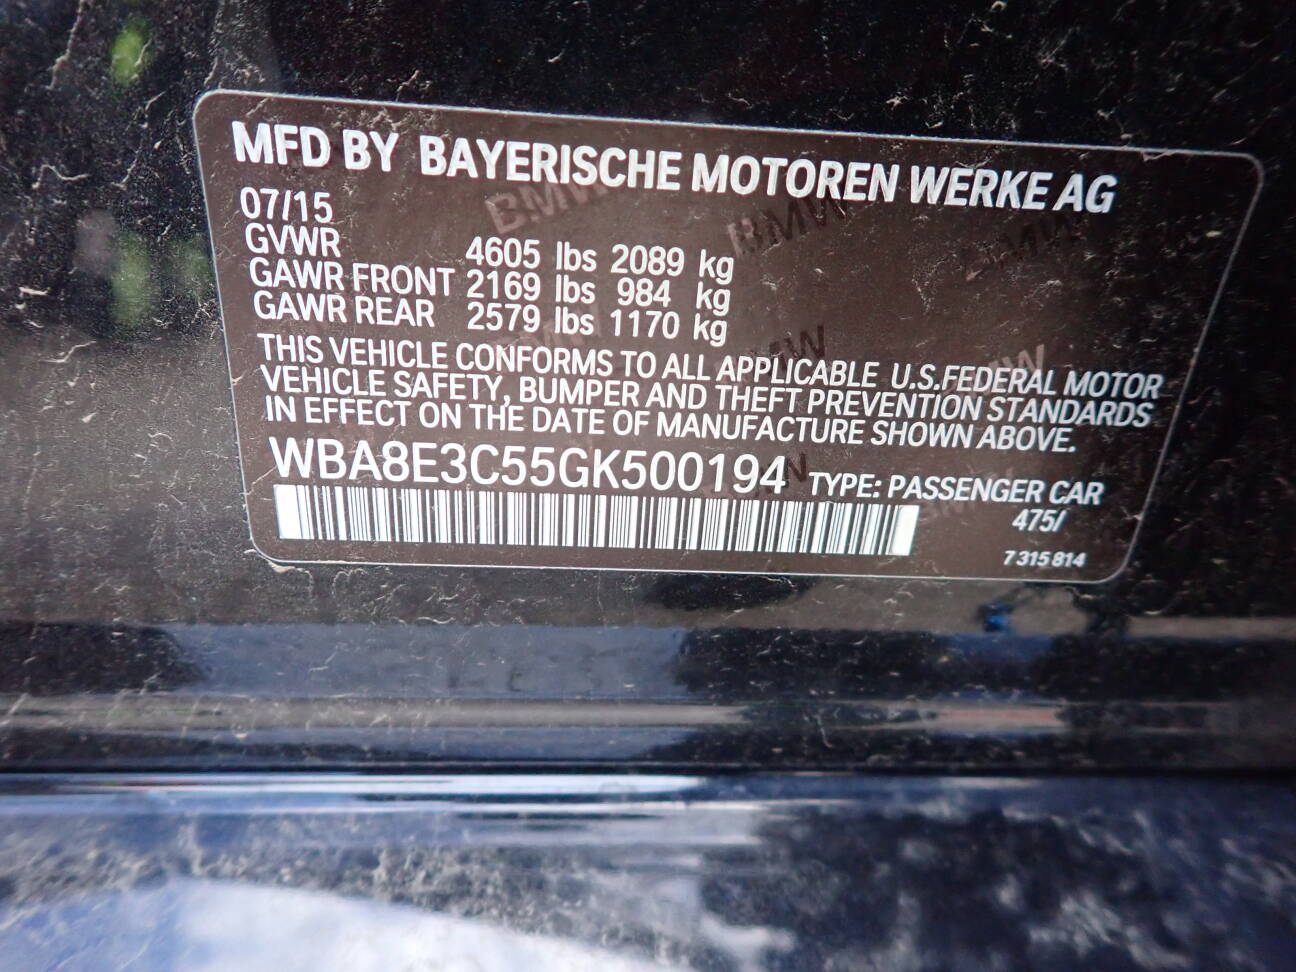 MFD BY BAYERISCHE MOTOREN WERKE AG
07/15
GVWR 4605 lbs 2089 kg
GAWR FRONT 2169 lbs 984 kg
GAWR REAR 2579 lbs 1170 kg
THIS VEHICLE CONFORMS TO ALL APPLICABLE U.S.FEDERAL MOTOR
VEHICLE SAFETY, BUMPER AND THEFT PREVENTION STANDARDS
IN EFFECT ON THE DATE OF MANUFACTURE SHOWN ABOVE.
WBA8E3C55GK500194 TYPE: PASSENGER CAR
475/
7 315 814